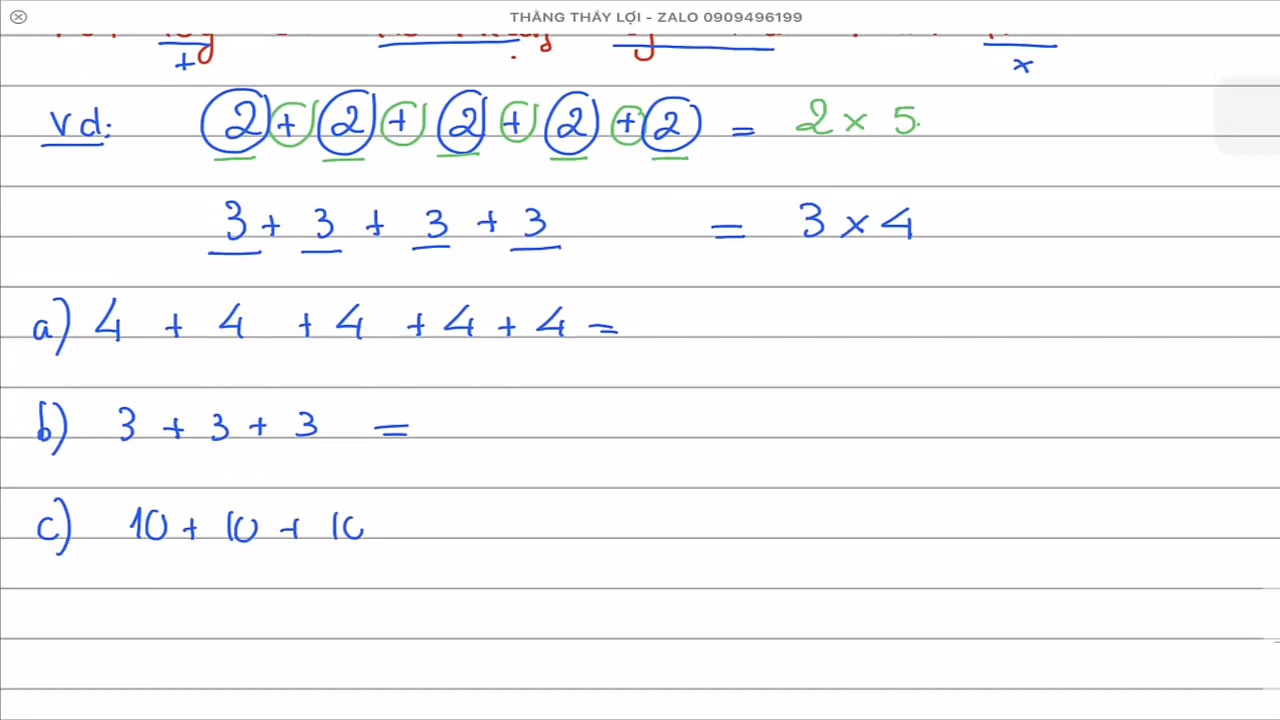 THẰNG THẦY LỢI - ZALO 0909496199
+ x
Vd: 2 + 2 + 2 + 2 + 2 = 2 x 5
3 + 3 + 3 + 3 = 3 x 4
a) 4 + 4 + 4 + 4 + 4 =
b) 3 + 3 + 3 =
c) 10 + 10 + 10